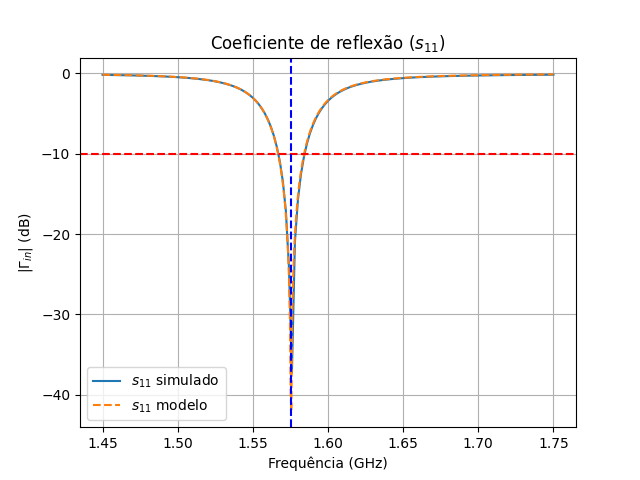 Coeficiente de reflexão (s₁₁)
|Γᵢₙ| (dB)
0
−10
−20
−30
−40
s₁₁ simulado
s₁₁ modelo
1.45 1.50 1.55 1.60 1.65 1.70 1.75
Frequência (GHz)